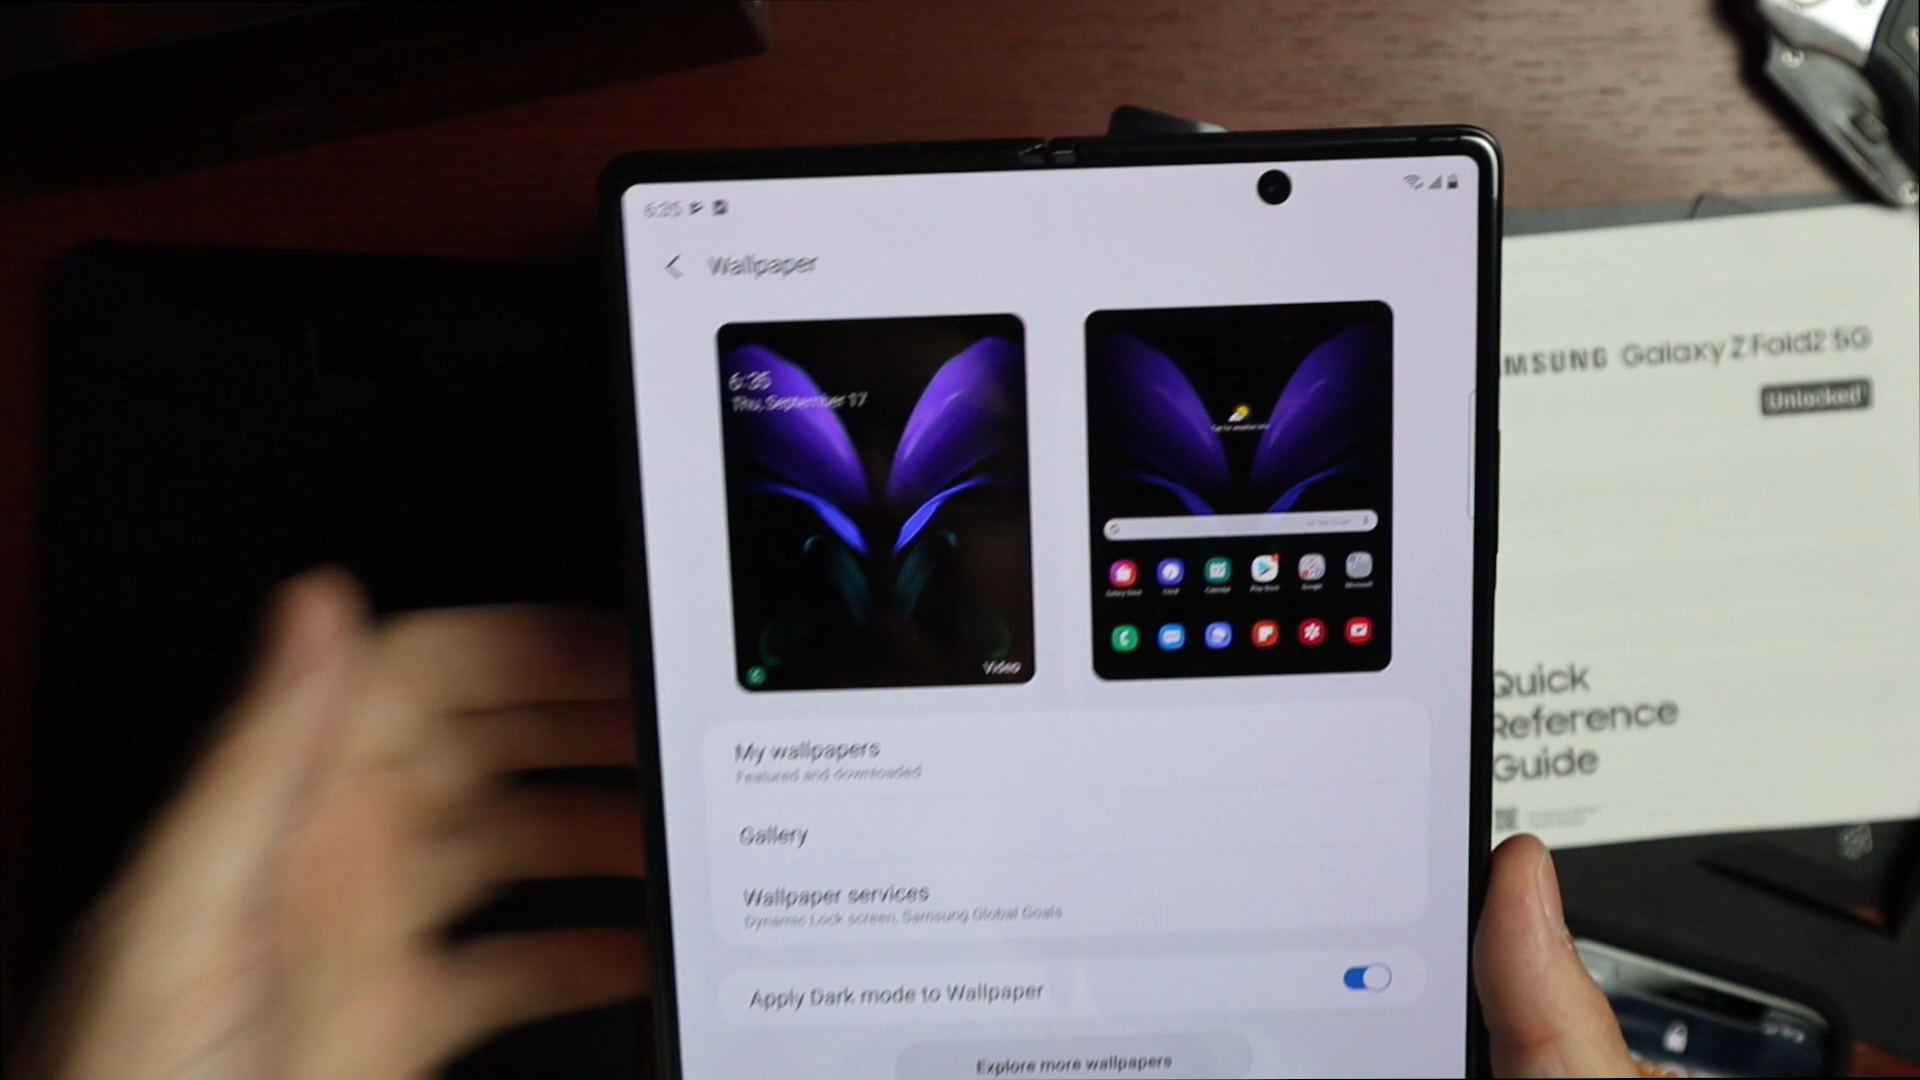 6:35
Wallpaper
6:35
Thu, September 17
Video
My wallpapers
Featured and downloaded
Gallery
Wallpaper services
Dynamic Lock screen, Samsung Global Goals
Apply Dark mode to Wallpaper
Explore more wallpapers
MSUNG Galaxy Z Fold2 5G
Unlocked
Quick
Reference
Guide